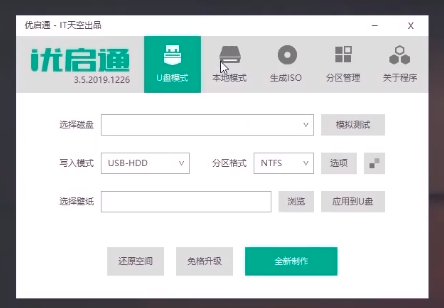 优启通 - IT天空出品
优启通
3.5.2019.1226
U盘模式
本地模式
生成ISO
分区管理
关于程序
选择磁盘
模拟测试
写入模式 USB-HDD 分区格式 NTFS 选项
选择壁纸 浏览 应用到U盘
还原空间 免格升级 全新制作